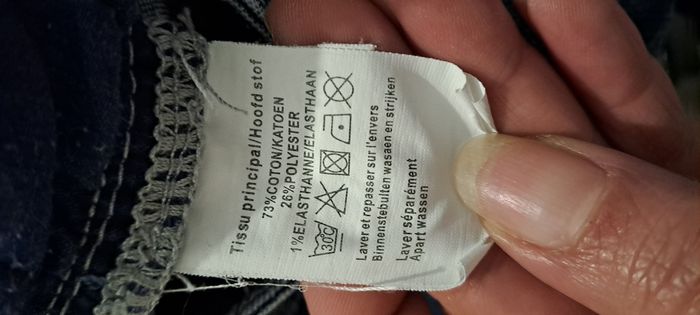 Tissu principal/Hoofd stof
73%COTON/KATOEN
26%POLYESTER
1%ELASTHANNE/ELASTHAAN
30C
Laver et repasser sur l'envers
Binnenstebuiten wasaen en strijken
Laver séparément
Apart wassen